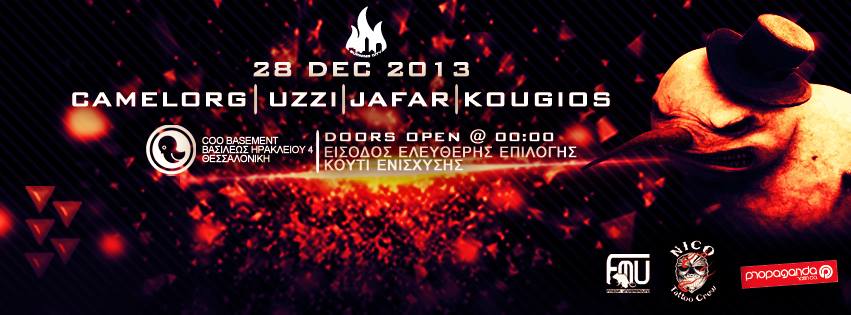 28 DEC 2013
CAMELORG|UZZI|JAFAR|KOUGIOS
COO BASEMENT
ΒΑΣΙΛΕΩΣ ΗΡΑΚΛΕΙΟΥ 4
ΘΕΣΣΑΛΟΝΙΚΗ
DOORS OPEN @ 00:00
ΕΙΣΟΔΟΣ ΕΛΕΥΘΕΡΗΣ ΕΠΙΛΟΓΗΣ
ΚΟΥΤΙ ΕΝΙΣΧΥΣΗΣ
FMU
NICO
Tattoo Crew
propaganda